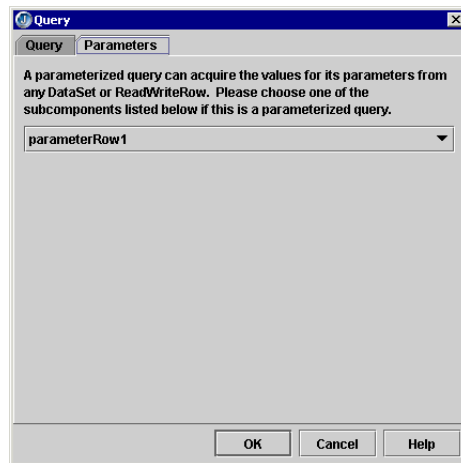 Query
Query Parameters
A parameterized query can acquire the values for its parameters from
any DataSet or ReadWriteRow. Please choose one of the
subcomponents listed below if this is a parameterized query.
parameterRow1
OK Cancel Help